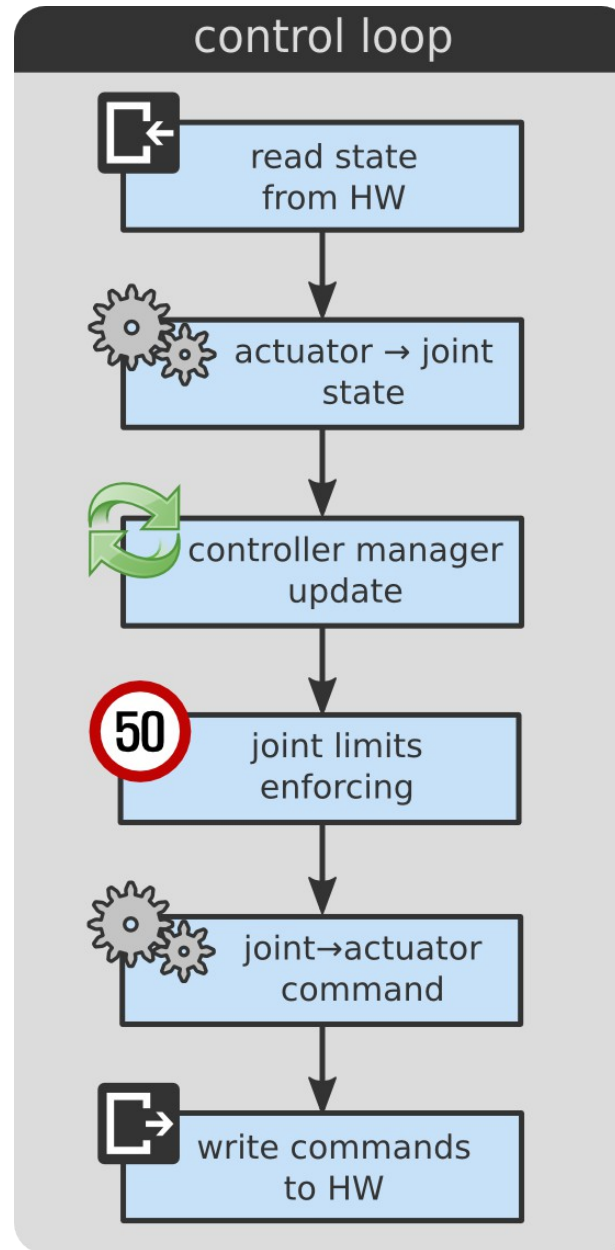 control loop
read state
from HW
actuator → joint
state
controller manager
update
50
joint limits
enforcing
joint→actuator
command
write commands
to HW